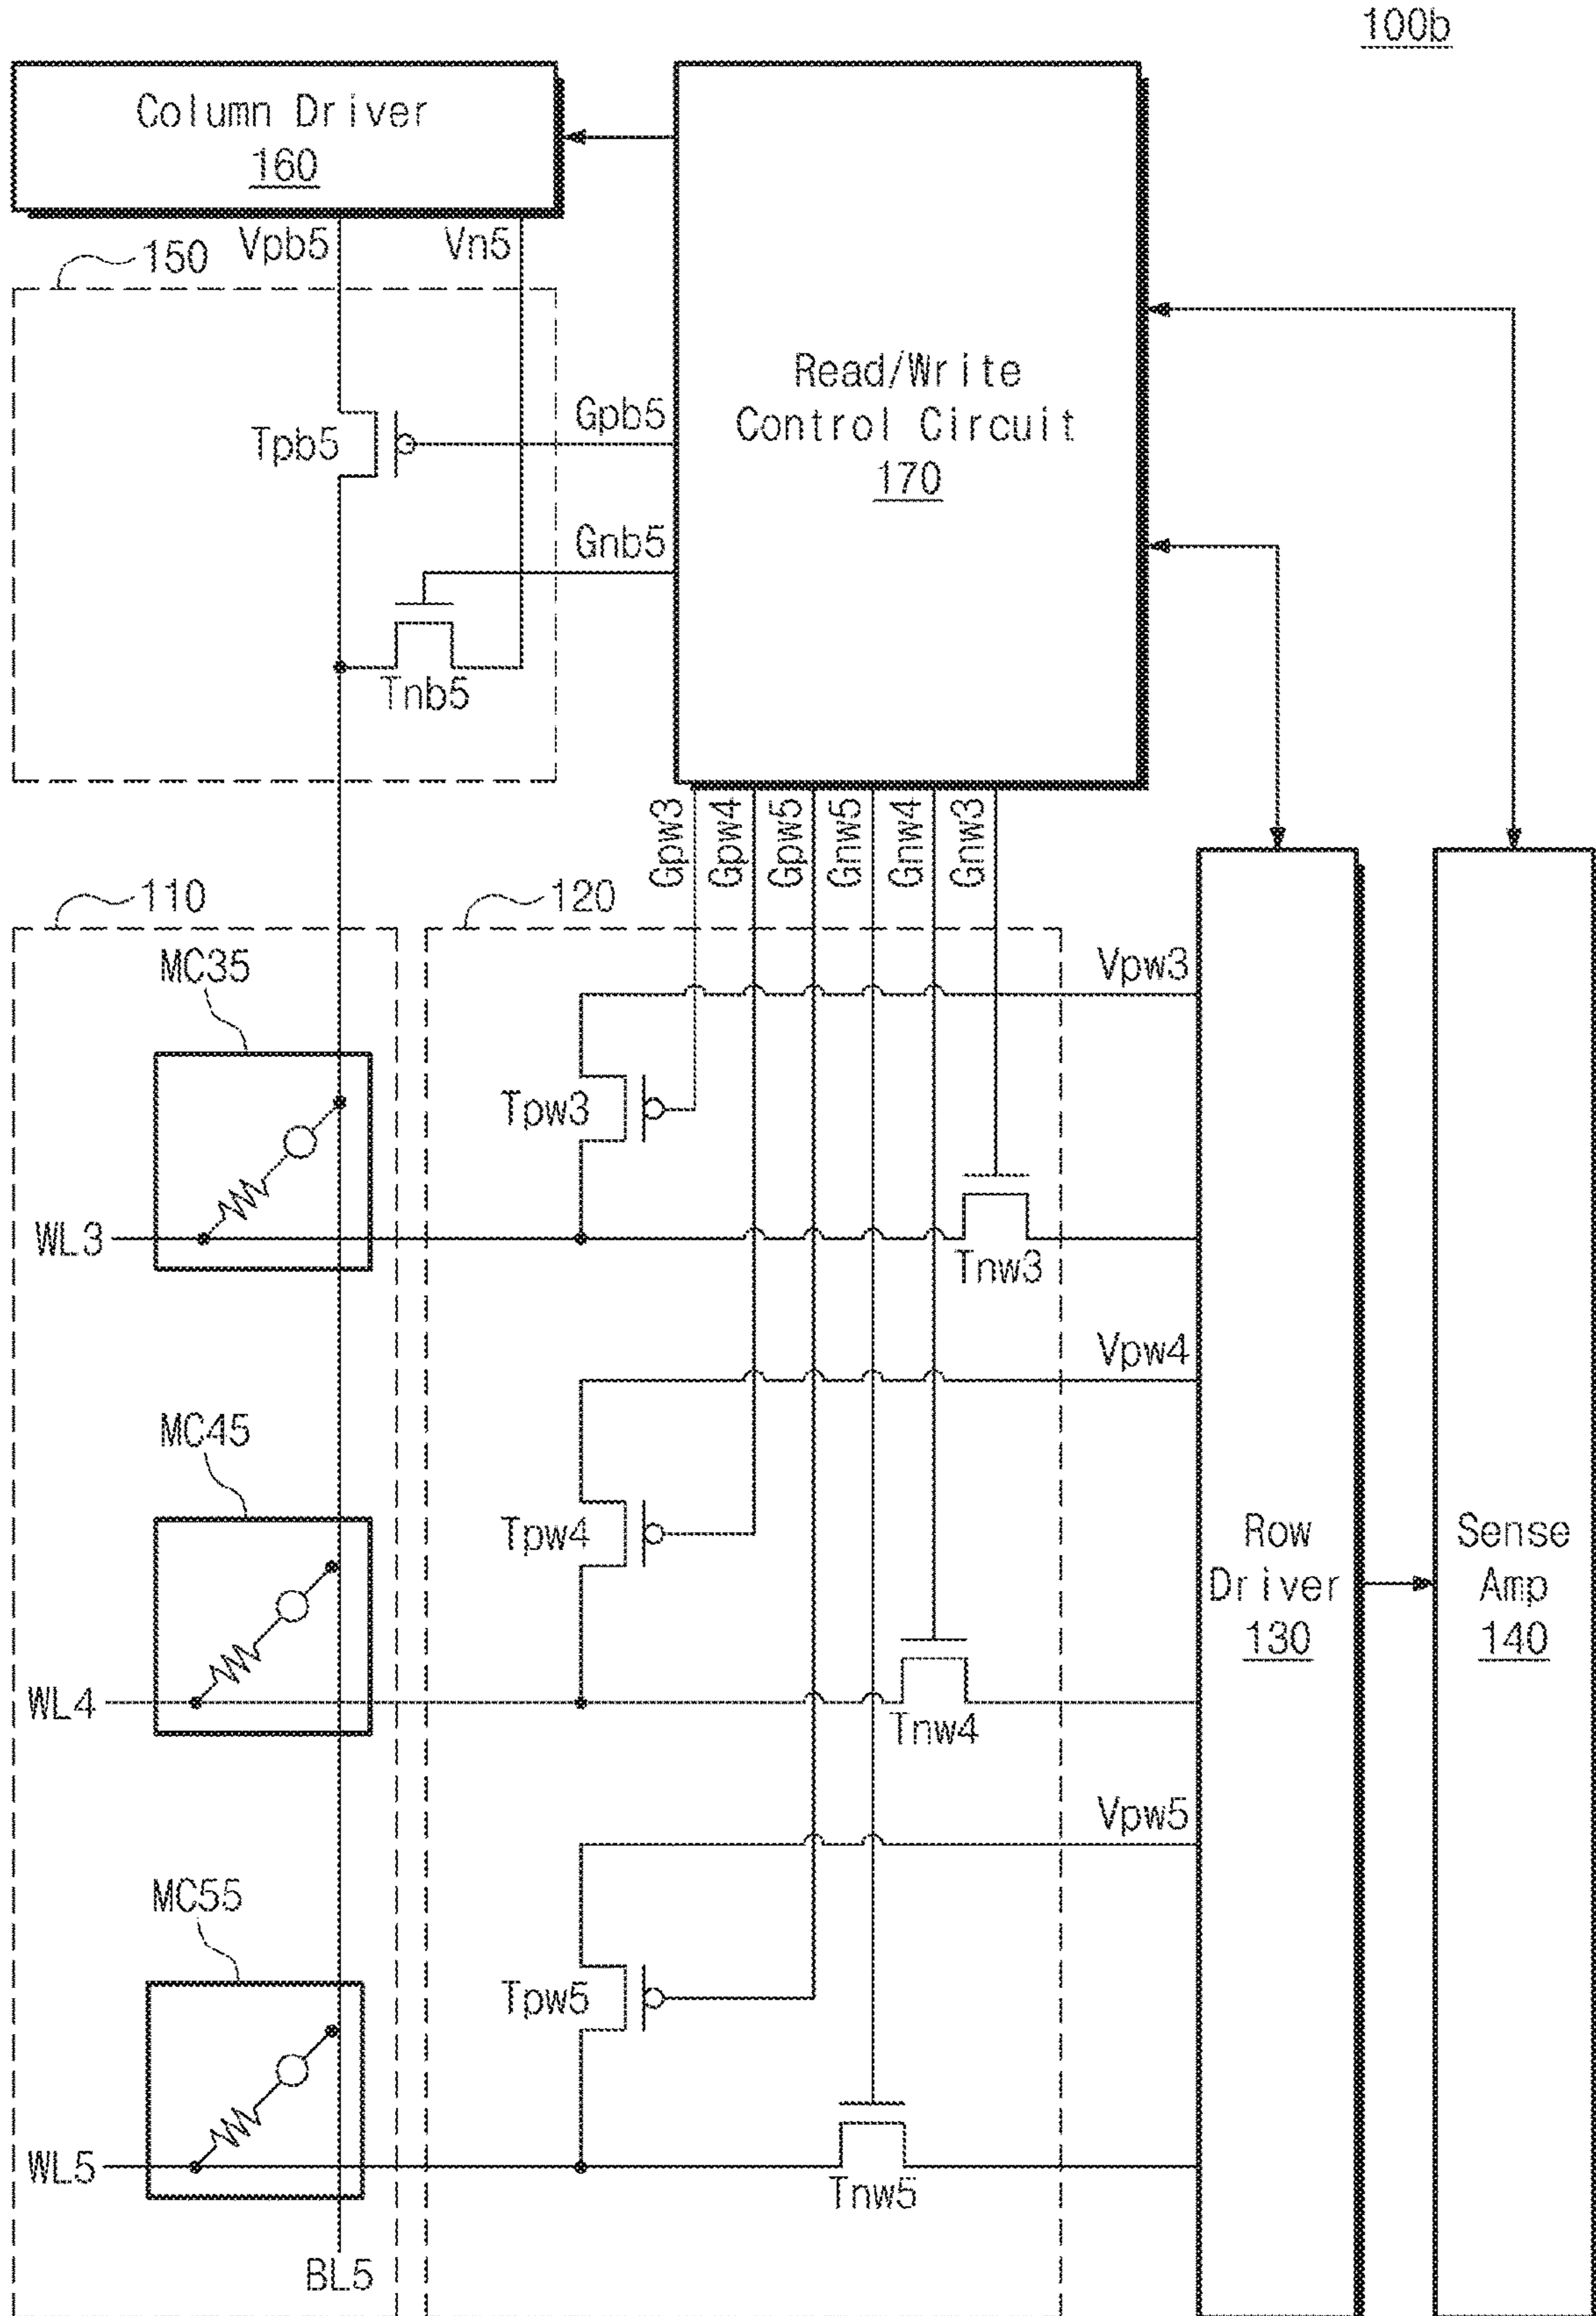 100b
Column Driver
160
Vpb5
Vn5
150
Tpb5
Gpb5
Gnb5
Tnb5
Read/Write
Control Circuit
170
Gpw3
Gpw4
Gpw5
Gnw5
Gnw4
Gnw3
110
120
MC35
Vpw3
Tpw3
WL3
Tnw3
Vpw4
MC45
Tpw4
Row
Driver
130
Sense
Amp
140
WL4
Tnw4
Vpw5
MC55
Tpw5
WL5
Tnw5
BL5